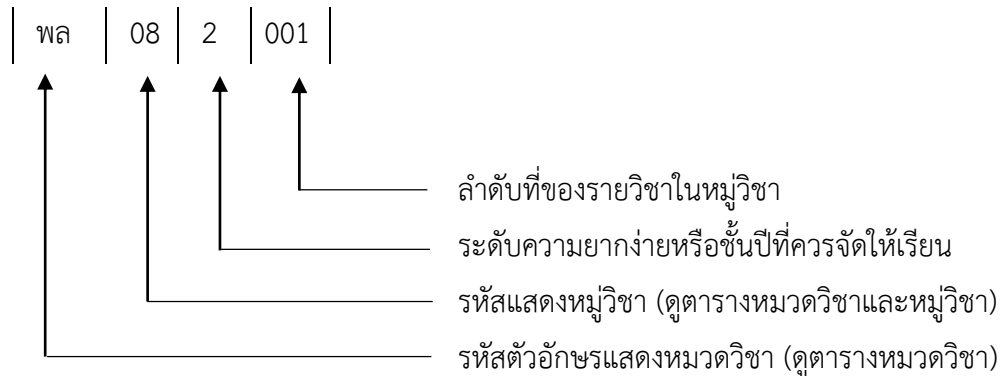 พล 08 2 001
ลำดับที่ของรายวิชาในหมู่วิชา
ระดับความยากง่ายหรือชั้นปีที่ควรจัดให้เรียน
รหัสแสดงหมู่วิชา (ดูตารางหมวดวิชาและหมู่วิชา)
รหัสตัวอักษรแสดงหมวดวิชา (ดูตารางหมวดวิชา)